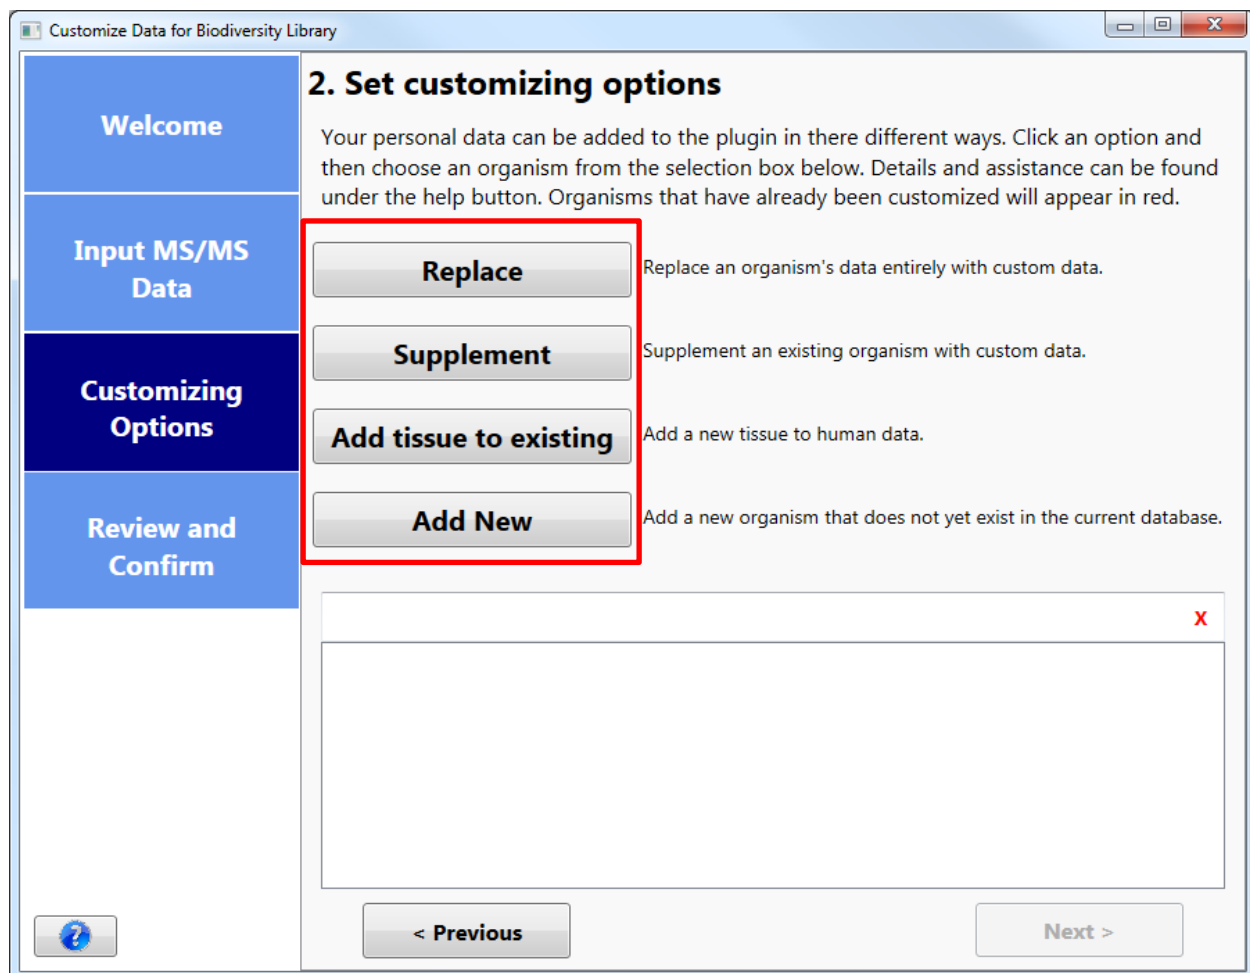 Customize Data for Biodiversity Library
X
Welcome
Input MS/MS
Data
Customizing
Options
Review and
Confirm
2. Set customizing options
Your personal data can be added to the plugin in there different ways. Click an option and
then choose an organism from the selection box below. Details and assistance can be found
under the help button. Organisms that have already been customized will appear in red.
Replace
Replace an organism's data entirely with custom data.
Supplement
Supplement an existing organism with custom data.
Add tissue to existing
Add a new tissue to human data.
Add New
Add a new organism that does not yet exist in the current database.
X
?
< Previous
Next >